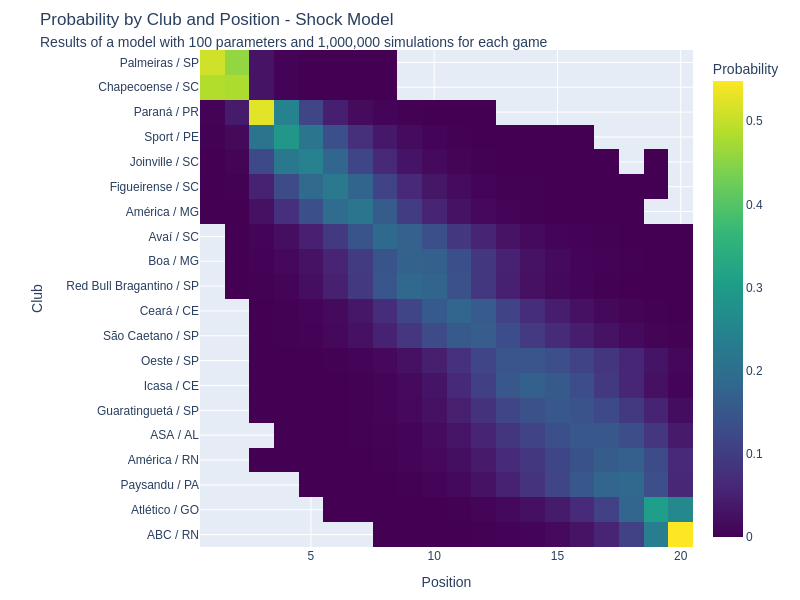 Probability by Club and Position - Shock Model
Results of a model with 100 parameters and 1,000,000 simulations for each game
Probability
Club
Palmeiras / SP
Chapecoense / SC
Paraná / PR
Sport / PE
Joinville / SC
Figueirense / SC
América / MG
Avaí / SC
Boa / MG
Red Bull Bragantino / SP
Ceará / CE
São Caetano / SP
Oeste / SP
Icasa / CE
Guaratinguetá / SP
ASA / AL
América / RN
Paysandu / PA
Atlético / GO
ABC / RN
0.5
0.4
0.3
0.2
0.1
0
5 10 15 20
Position